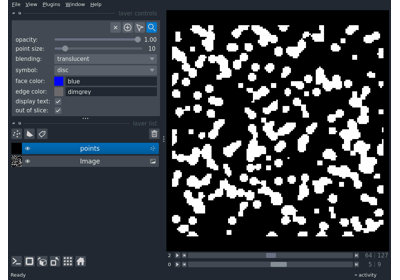 File View Plugins Window Help
layer controls
opacity: 1.00
point size: 10
blending: translucent
symbol: disc
face color: blue
edge color: dimgrey
display text:
out of slice:
layer list
points
Image
2 64 127
0 5 9
Ready activity